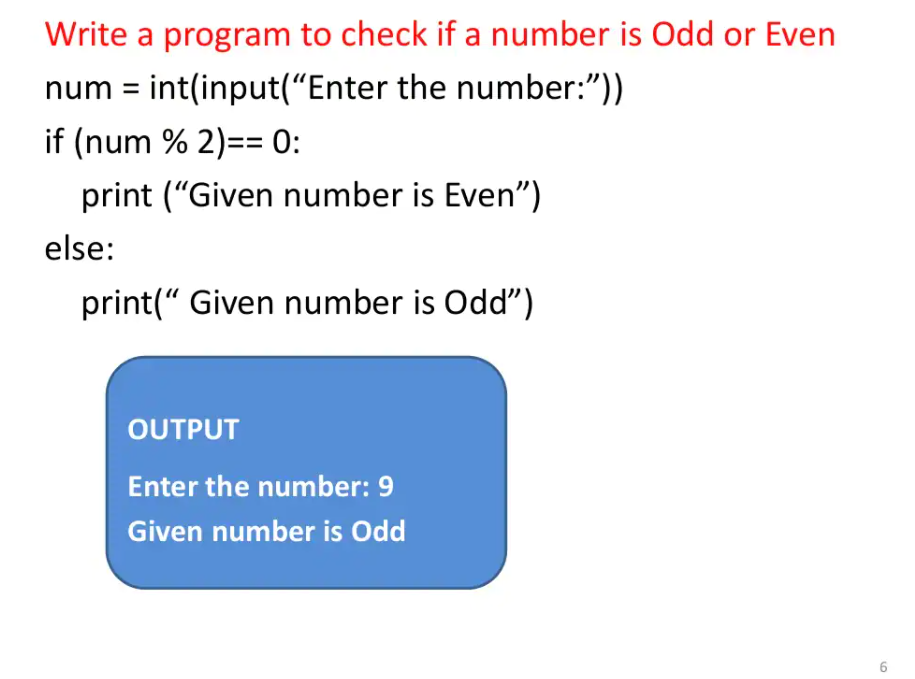 Write a program to check if a number is Odd or Even
num = int(input(“Enter the number:”))
if (num % 2)== 0:
print (“Given number is Even”)
else:
print(“ Given number is Odd”)
OUTPUT
Enter the number: 9
Given number is Odd
6